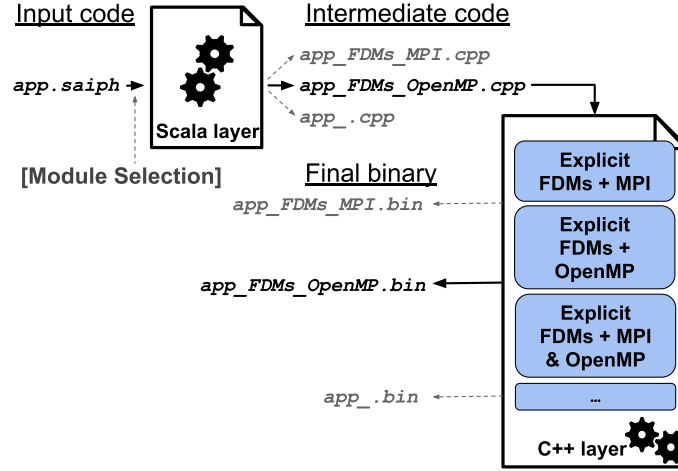 Input code
Intermediate code
app_FDMs_MPI.cpp
app.saiph
app_FDMs_OpenMP.cpp
app_.cpp
Scala layer
[Module Selection]
Final binary
app_FDMs_MPI.bin
app_FDMs_OpenMP.bin
app_.bin
Explicit
FDMs + MPI
Explicit
FDMs +
OpenMP
Explicit
FDMs + MPI
& OpenMP
...
C++ layer